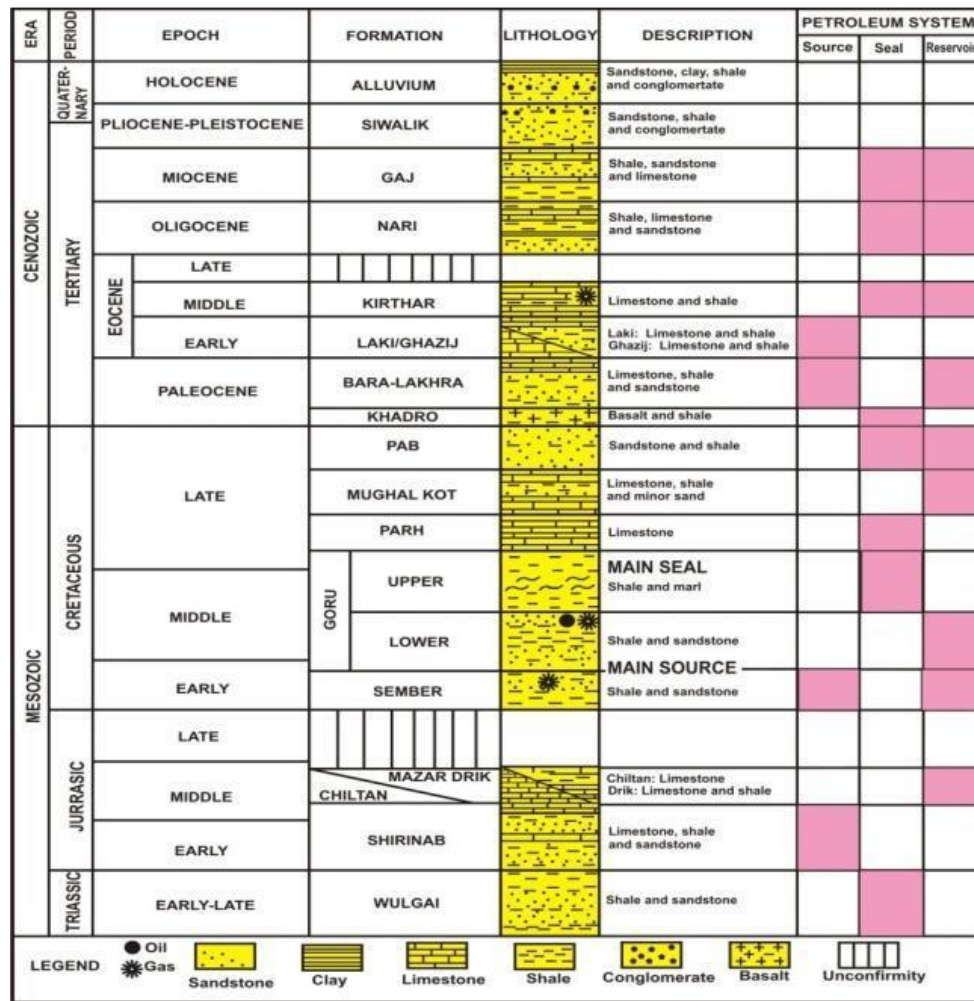 ERA PERIOD EPOCH FORMATION LITHOLOGY DESCRIPTION PETROLEUM SYSTEM
Source Seal Reservoir
CENOZOIC
QUATER-
NARY
HOLOCENE ALLUVIUM Sandstone, clay, shale
and conglomertate
PLIOCENE-PLEISTOCENE SIWALIK Sandstone, shale
and conglomertate
TERTIARY
MIOCENE GAJ Shale, sandstone
and limestone
OLIGOCENE NARI Shale, limestone
and sandstone
EOCENE
LATE
MIDDLE KIRTHAR Limestone and shale
EARLY LAKI/GHAZIJ Laki: Limestone and shale
Ghazij: Limestone and shale
PALEOCENE BARA-LAKHRA Limestone, shale
and sandstone
KHADRO Basalt and shale
MESOZOIC
CRETACEOUS
LATE
PAB Sandstone and shale
MUGHAL KOT Limestone, shale
and minor sand
PARH Limestone
MIDDLE
GORU
UPPER MAIN SEAL
Shale and marl
LOWER Shale and sandstone
MAIN SOURCE
EARLY SEMBER Shale and sandstone
JURRASIC
LATE
MIDDLE MAZAR DRIK
CHILTAN
Chiltan: Limestone
Drik: Limestone and shale
EARLY SHIRINAB Limestone, shale
and sandstone
TRIASSIC
EARLY-LATE WULGAI Shale and sandstone
LEGEND
Oil
Gas
Sandstone Clay Limestone Shale Conglomerate Basalt Unconfirmity